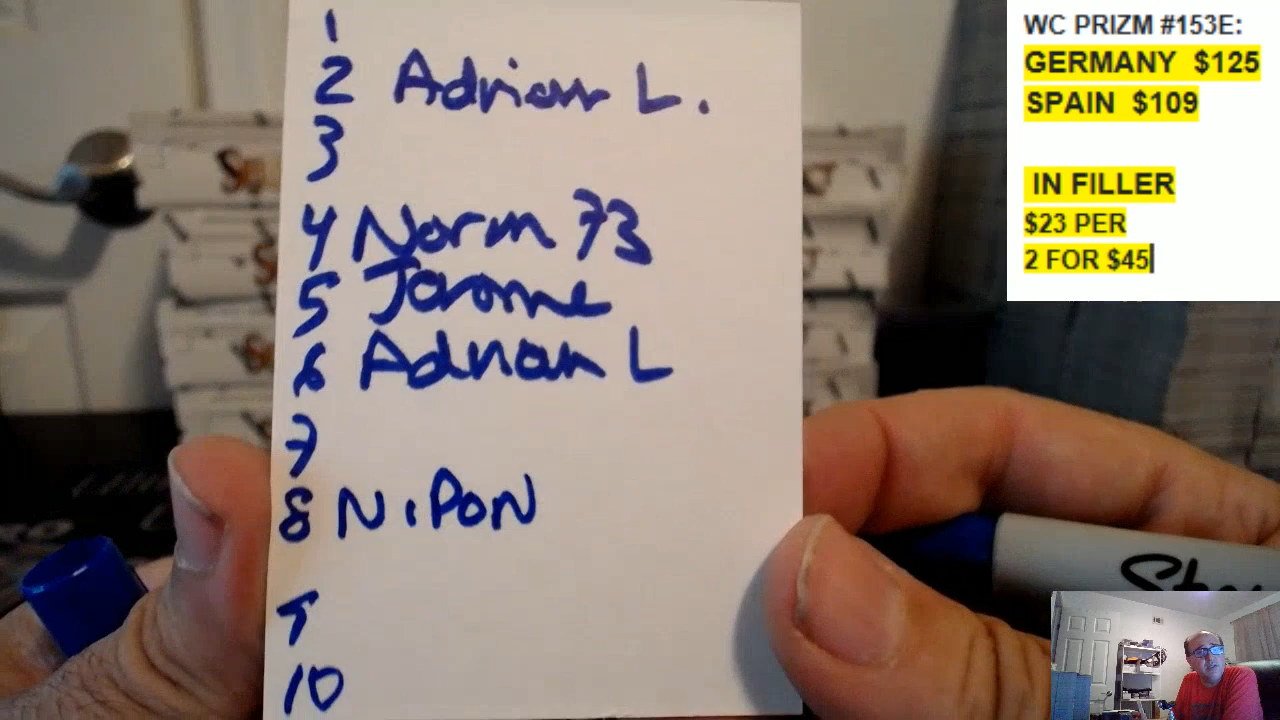 1
2 Adrian L.
3
4 Norm 73
5 Jerome
6 Adrian L
7
8 NiPoN
9
10
WC PRIZM #153E:
GERMANY $125
SPAIN $109
IN FILLER
$23 PER
2 FOR $45